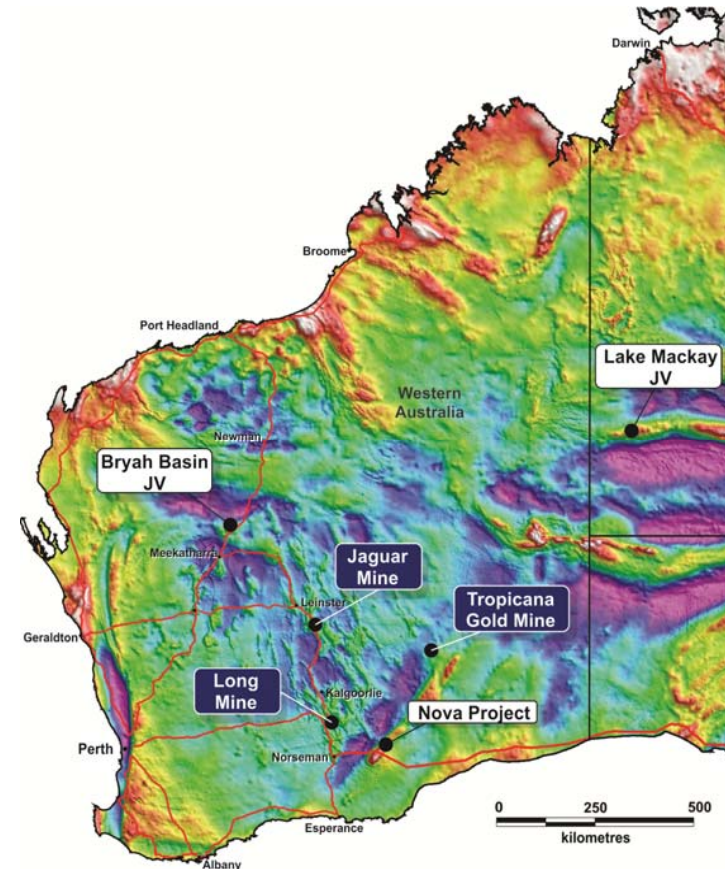 Darwin
Broome
Port Headland
Lake Mackay
JV
Western
Australia
Newman
Bryah Basin
JV
Meekatharra
Jaguar
Mine
Leinster
Tropicana
Gold Mine
Geraldton
Long
Mine
Kalgoorlie
Nova Project
Perth
Norseman
0 250 500
kilometres
Esperance
Albany